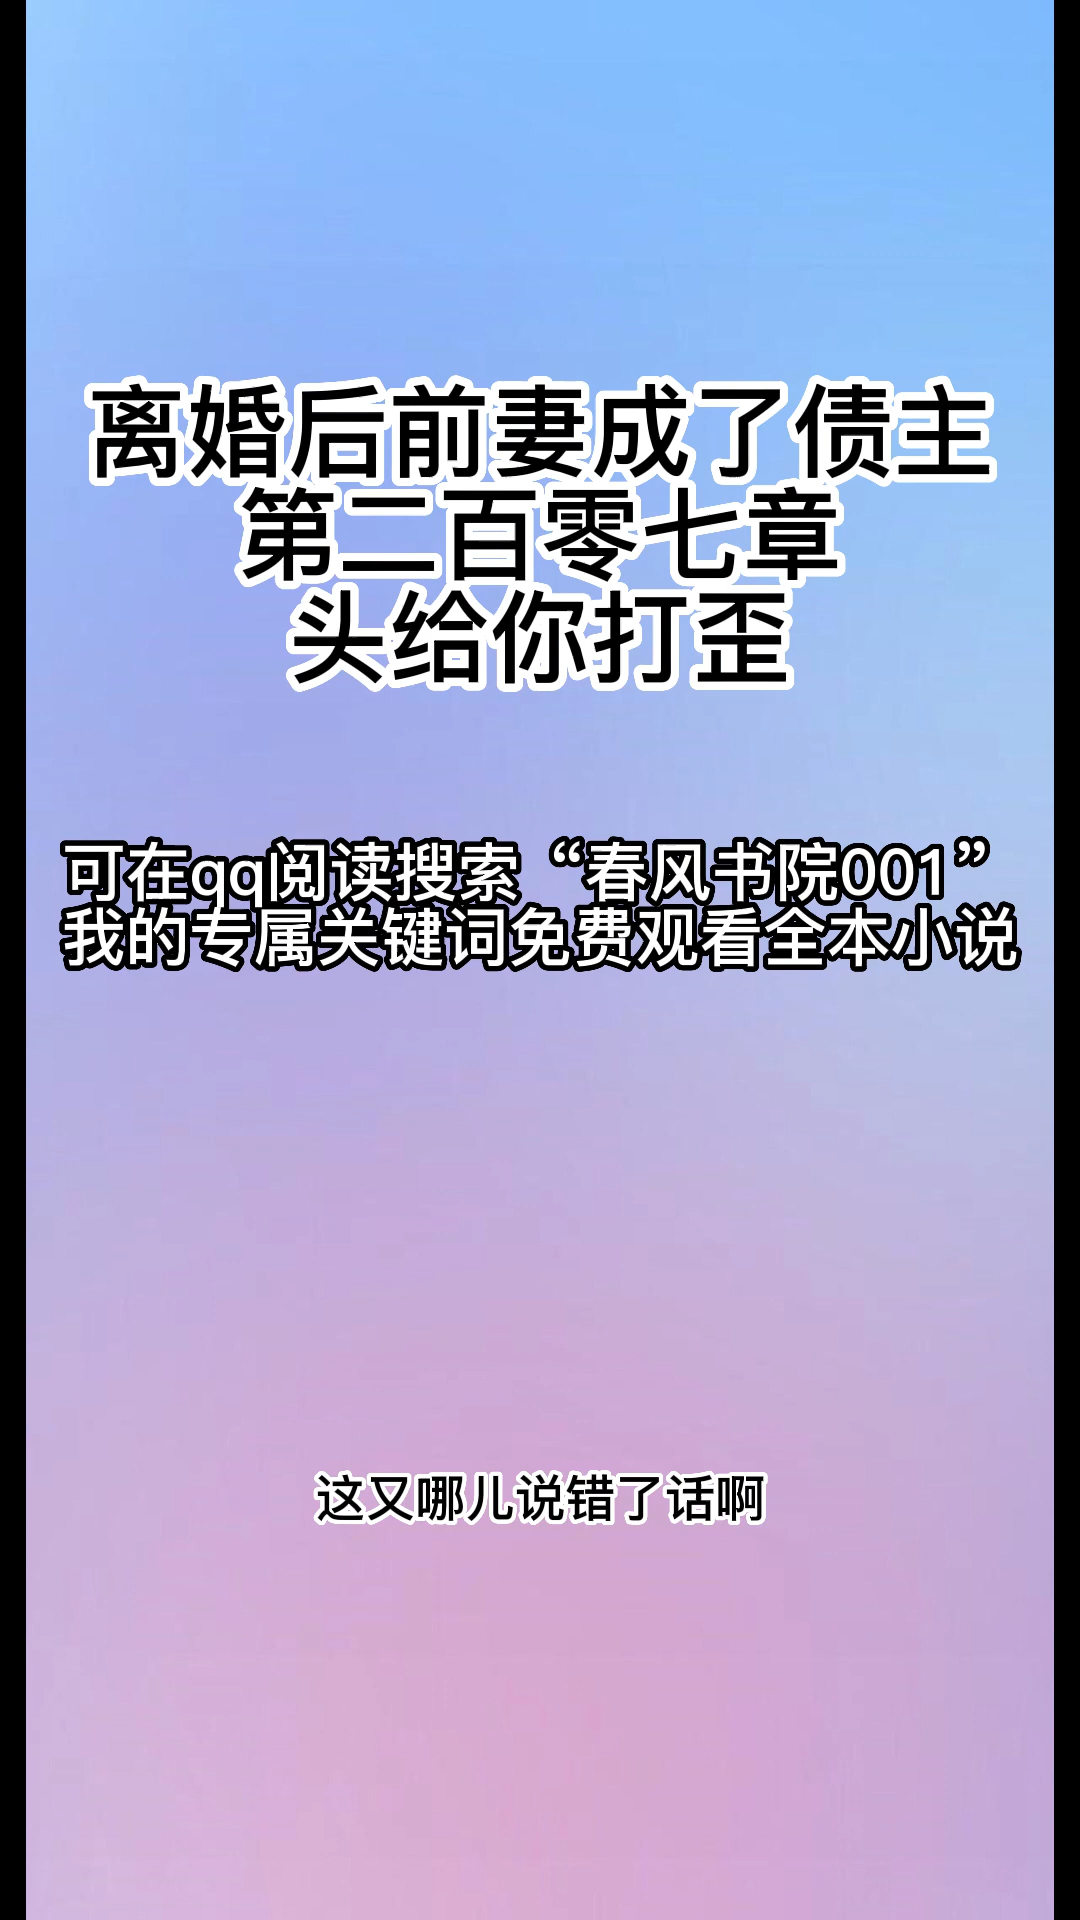 离婚后前妻成了债主
第二百零七章
头给你打歪
可在qq阅读搜索“春风书院001”
我的专属关键词免费观看全本小说
这又哪儿说错了话啊